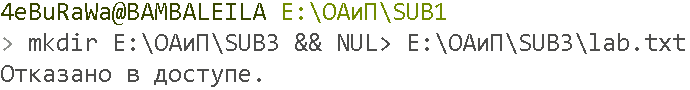 4eBuRaWa@BAMBALEILA E:\ОАиП\SUB1
> mkdir E:\ОАиП\SUB3 && NUL> E:\ОАиП\SUB3\lab.txt
Отказано в доступе.